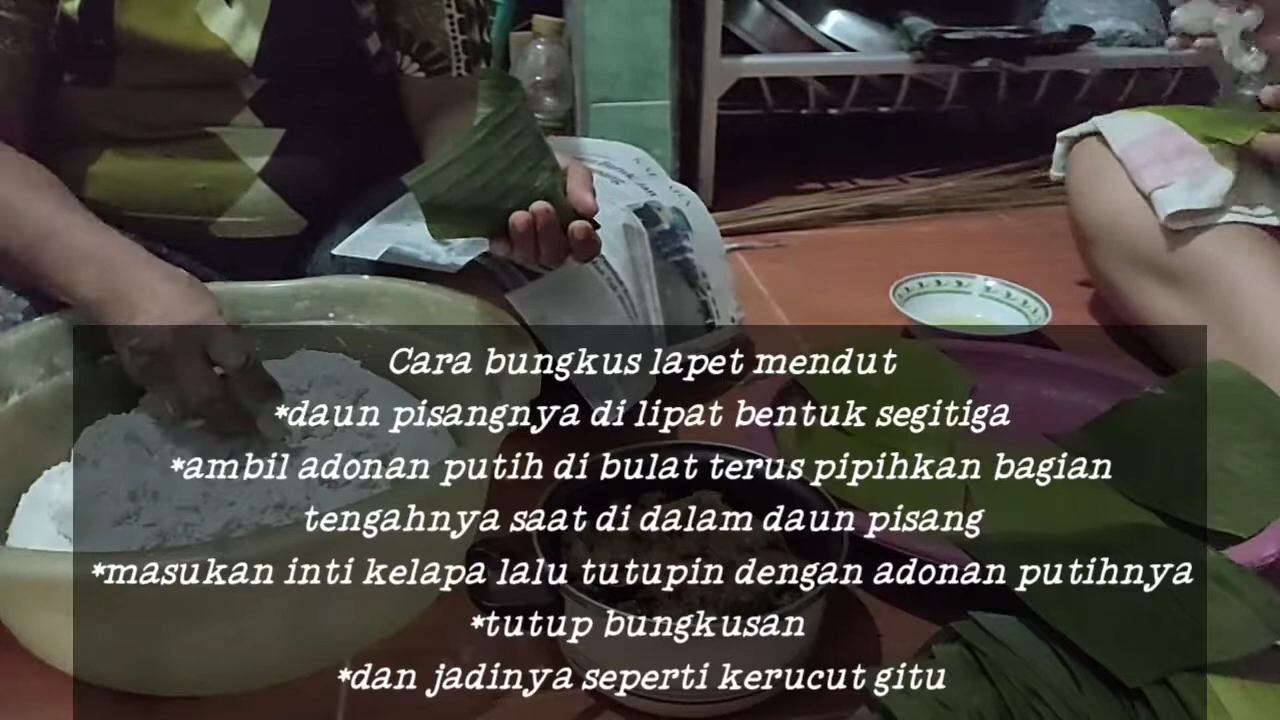 Cara bungkus lapet mendut
*daun pisangnya di lipat bentuk segitiga
*ambil adonan putih di bulat terus pipihkan bagian
tengahnya saat di dalam daun pisang
*masukan inti kelapa lalu tutupin dengan adonan putihnya
*tutup bungkusan
*dan jadinya seperti kerucut gitu